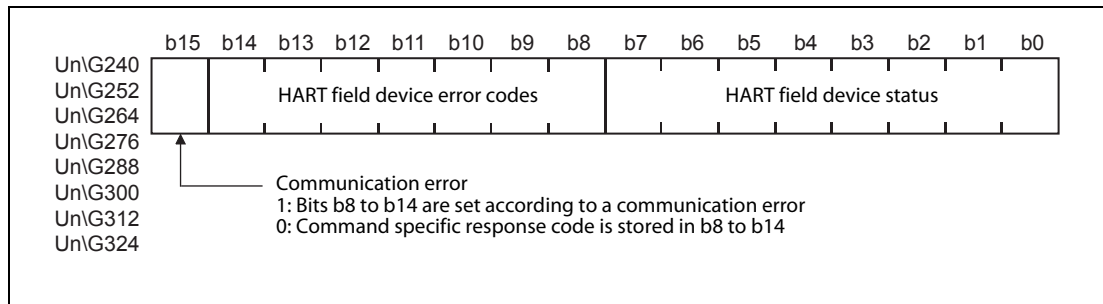 b15 b14 b13 b12 b11 b10 b9 b8 b7 b6 b5 b4 b3 b2 b1 b0
Un\G240
Un\G252
HART field device error codes HART field device status
Un\G264
Un\G276
Un\G288
Communication error
Un\G300
1: Bits b8 to b14 are set according to a communication error
Un\G312
0: Command specific response code is stored in b8 to b14
Un\G324